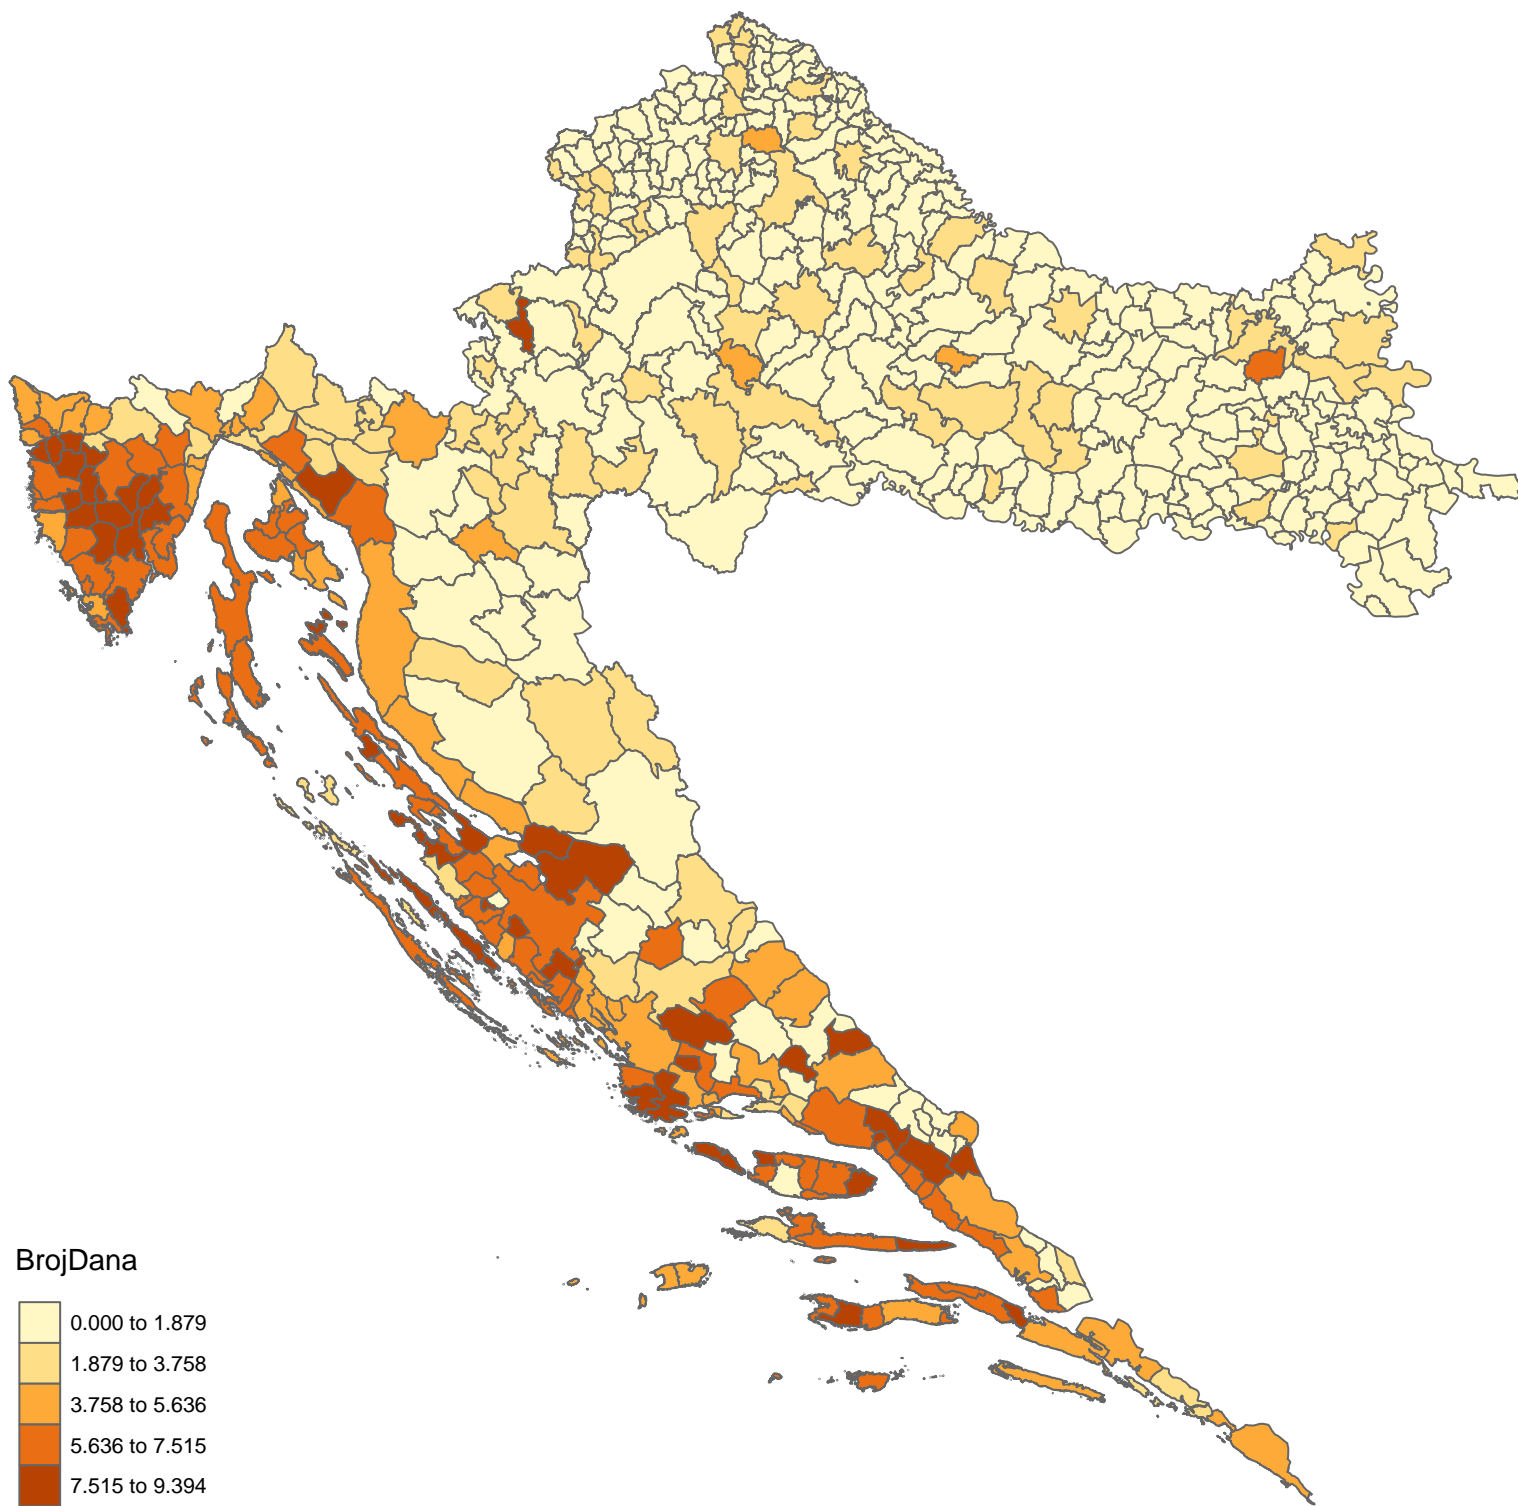 BrojDana
0.000 to 1.879
1.879 to 3.758
3.758 to 5.636
5.636 to 7.515
7.515 to 9.394